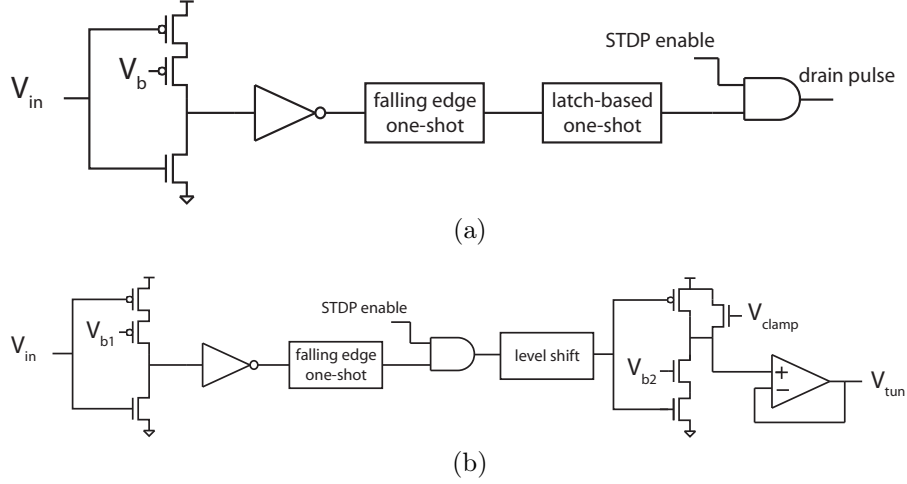 STDP enable
V_b
V_in
drain pulse
falling edge
one-shot
latch-based
one-shot
(a)
STDP enable
V_in
V_b1
falling edge
one-shot
level shift
V_clamp
V_b2
+
−
V_tun
(b)